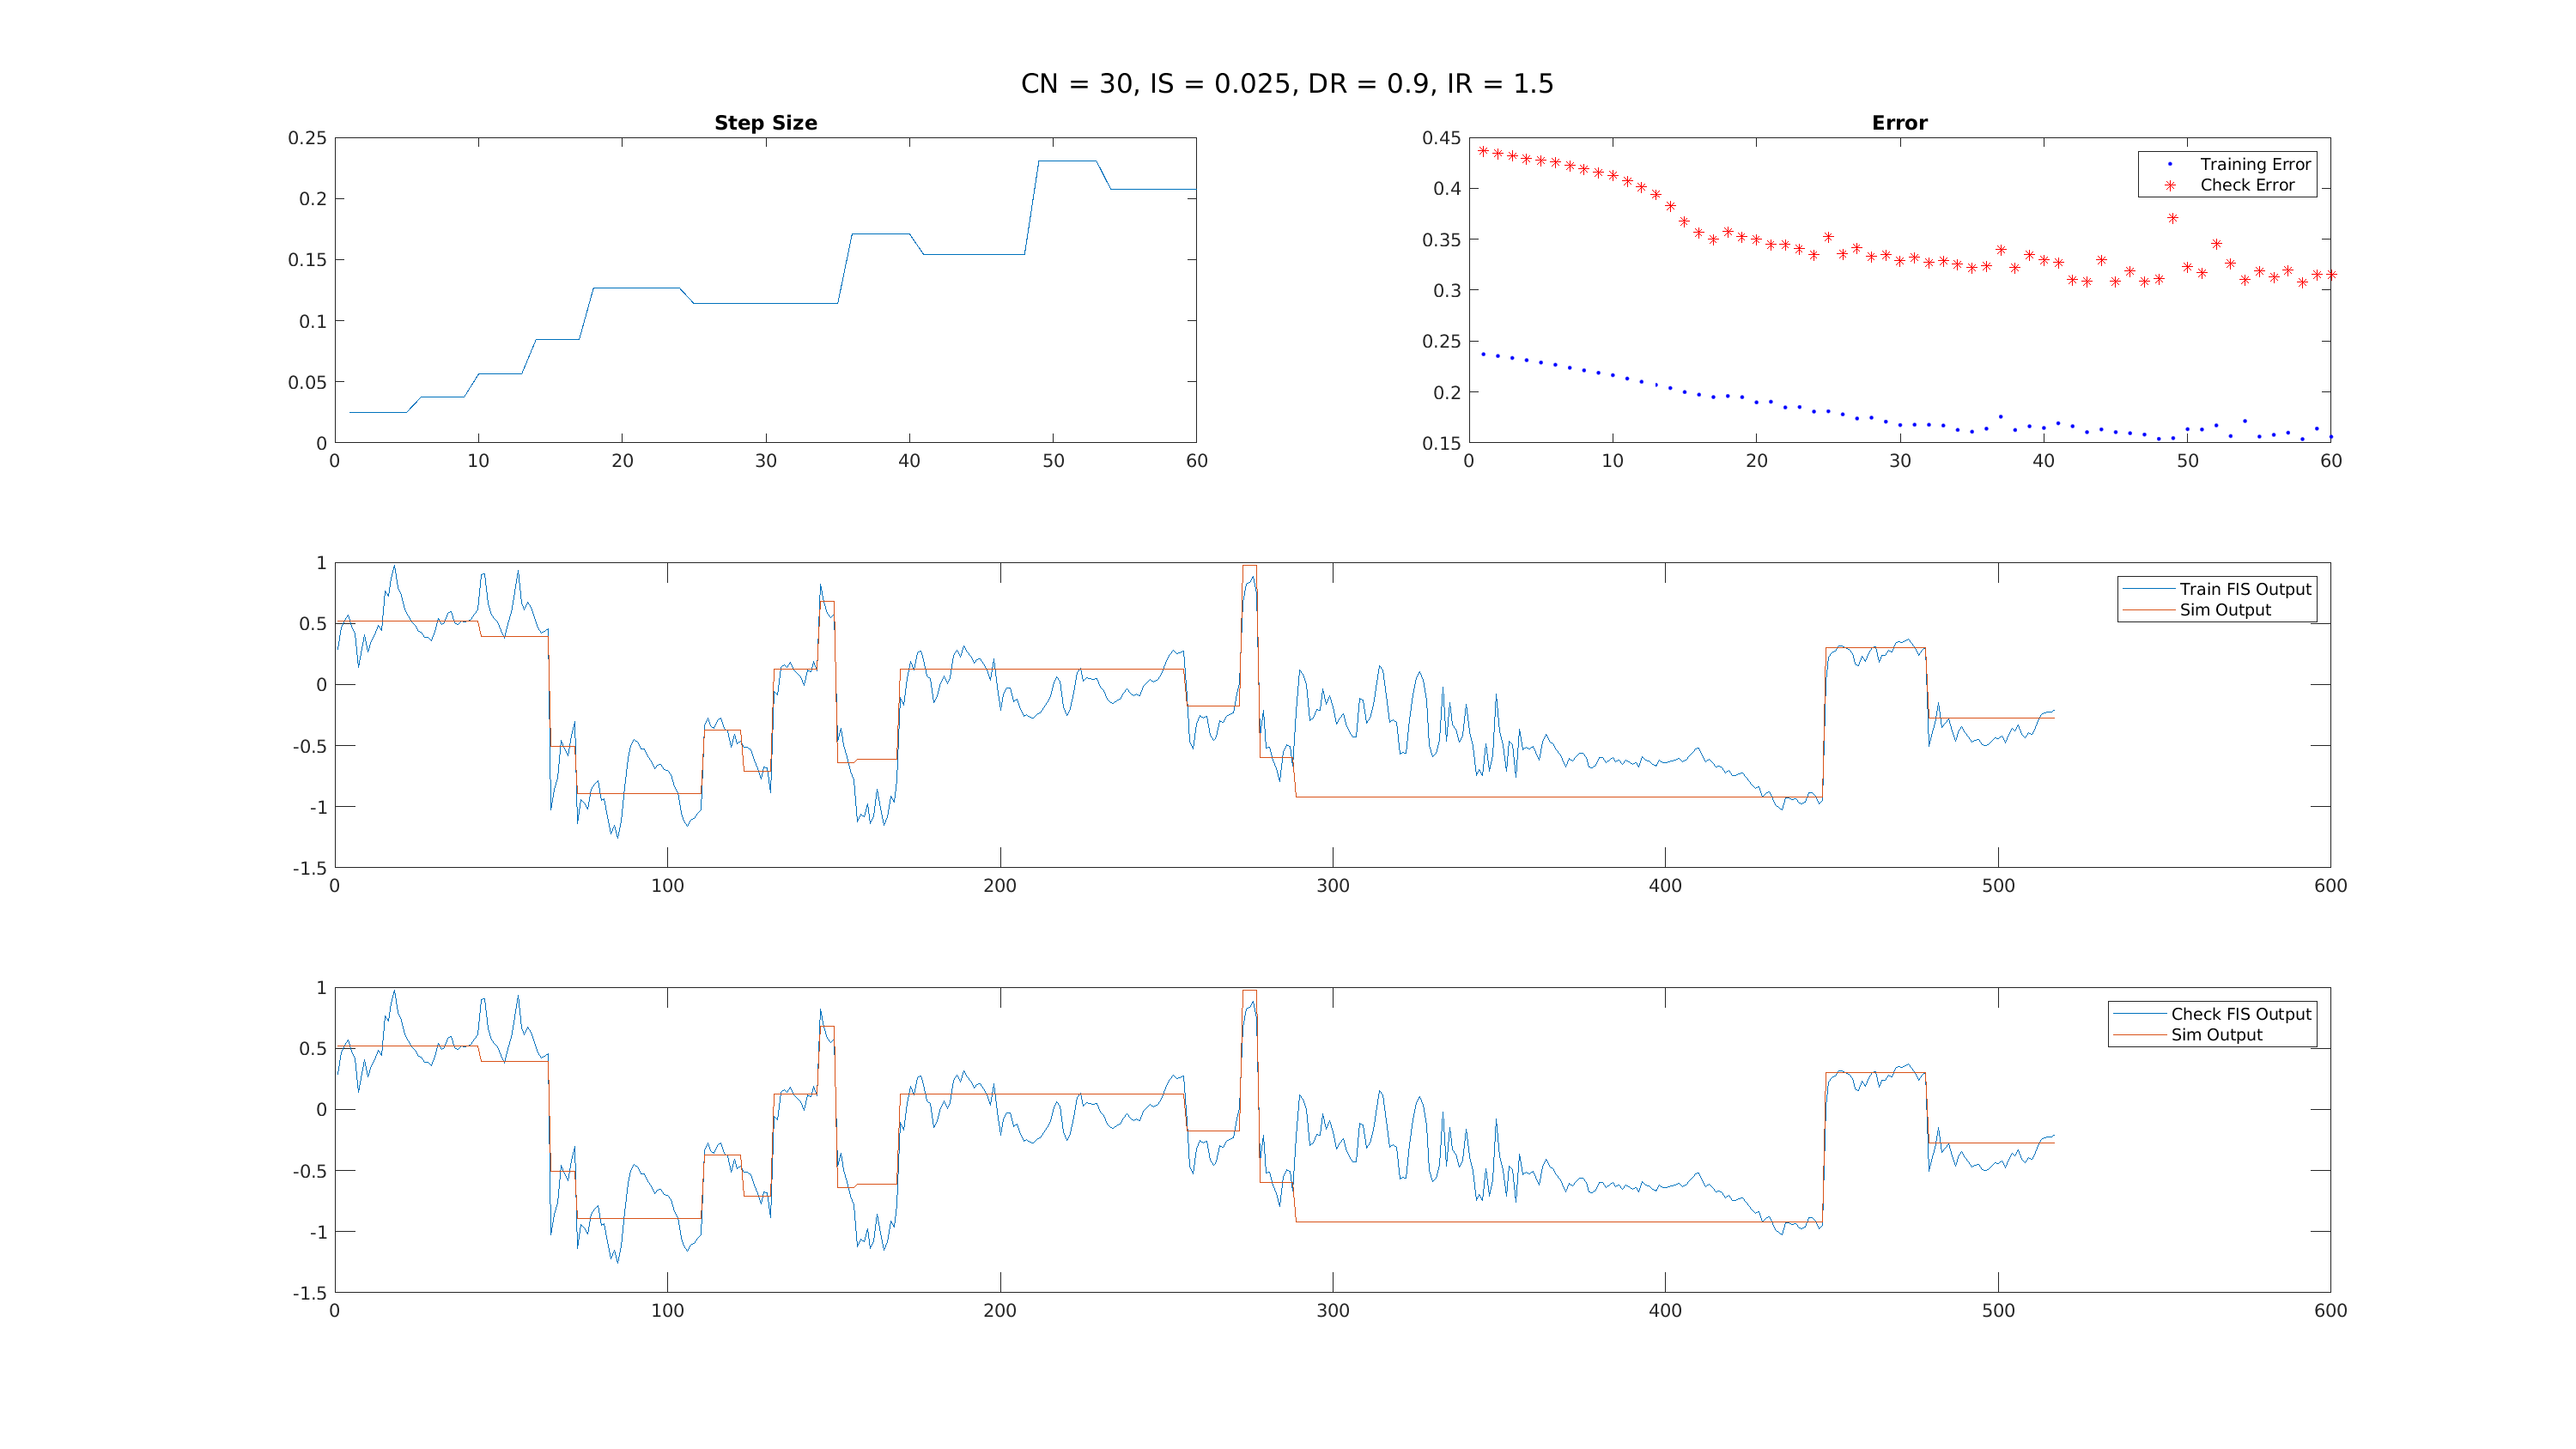 CN = 30, IS = 0.025, DR = 0.9, IR = 1.5
Step Size
0.25
0.2
0.15
0.1
0.05
0
0 10 20 30 40 50 60
Error
0.45
0.4
0.35
0.3
0.25
0.2
0.15
0 10 20 30 40 50 60
Training Error
Check Error
1
0.5
0
-0.5
-1
-1.5
0 100 200 300 400 500 600
Train FIS Output
Sim Output
1
0.5
0
-0.5
-1
-1.5
0 100 200 300 400 500 600
Check FIS Output
Sim Output